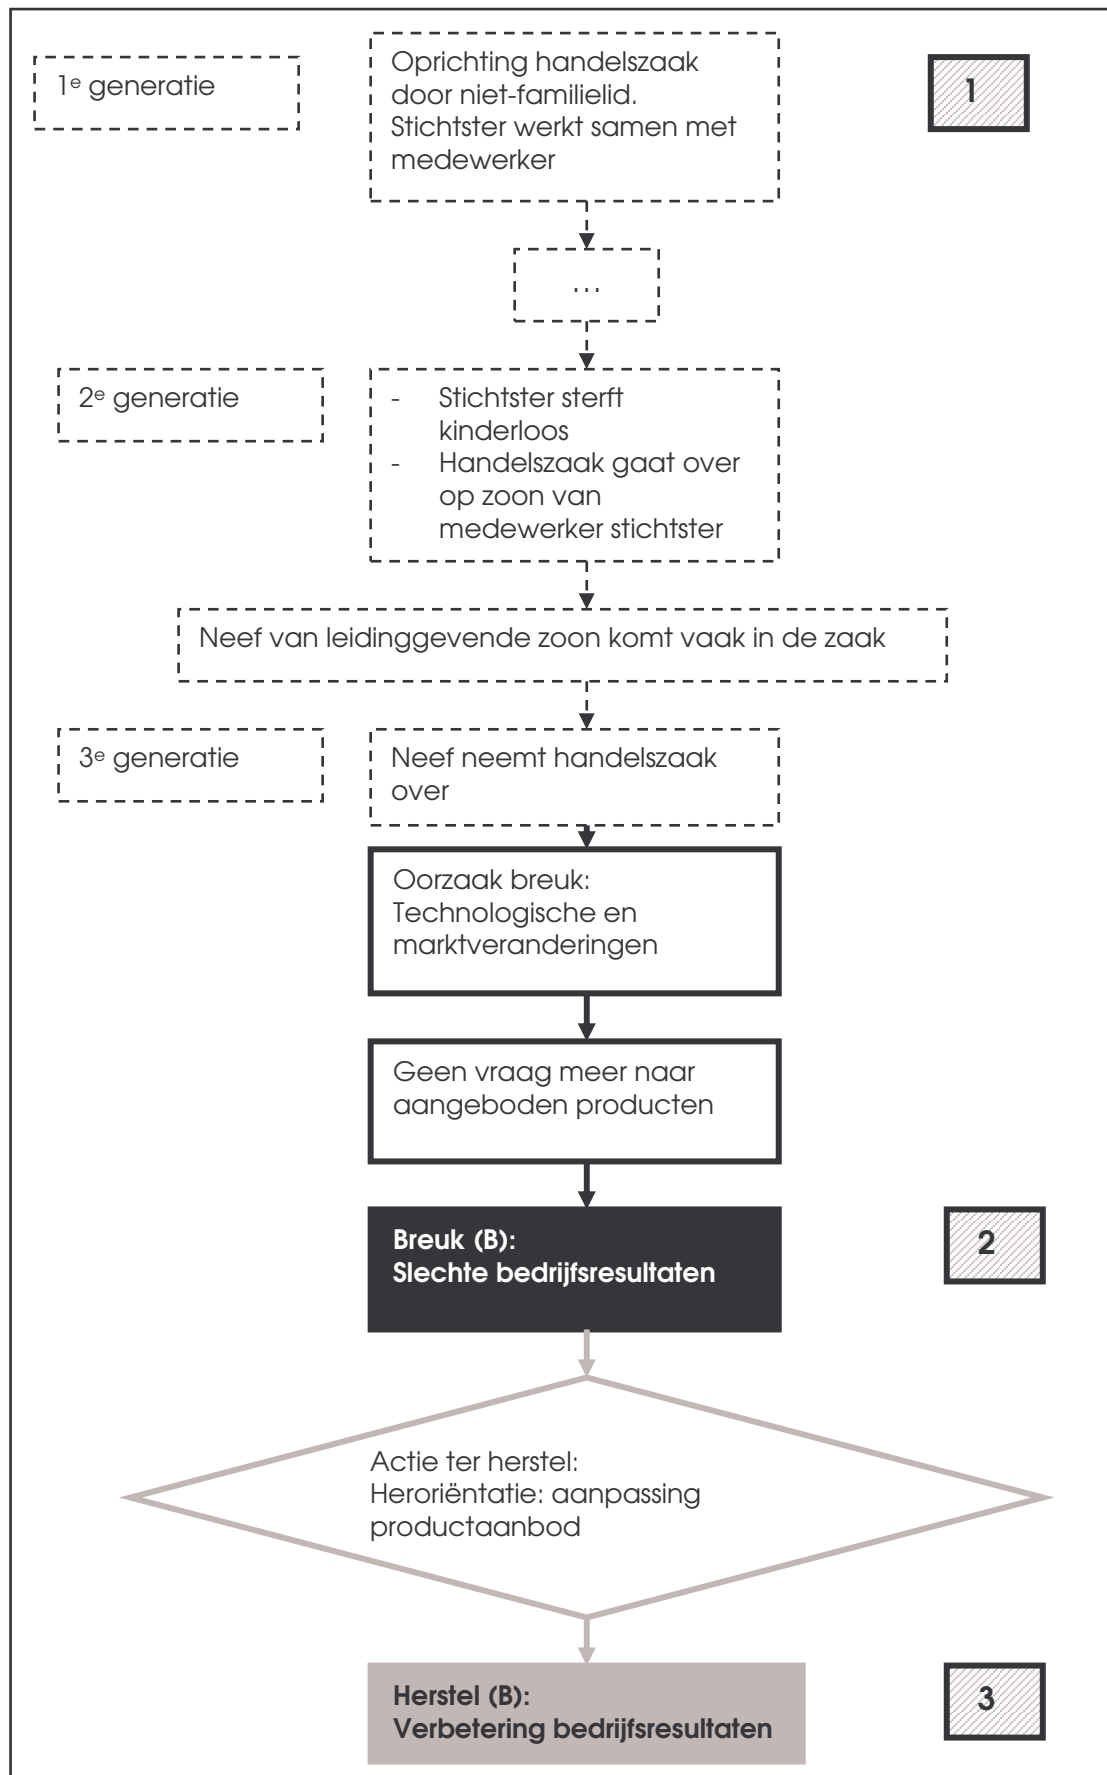 1e generatie
Oprichting handelszaak
door niet-familielid.
Stichtster werkt samen met
medewerker
1
…
2e generatie
- Stichtster sterft
kinderloos
- Handelszaak gaat over
op zoon van
medewerker stichtster
Neef van leidinggevende zoon komt vaak in de zaak
3e generatie
Neef neemt handelszaak
over
Oorzaak breuk:
Technologische en
marktveranderingen
Geen vraag meer naar
aangeboden producten
Breuk (B):
Slechte bedrijfsresultaten
2
Actie ter herstel:
Heroriëntatie: aanpassing
productaanbod
Herstel (B):
Verbetering bedrijfsresultaten
3